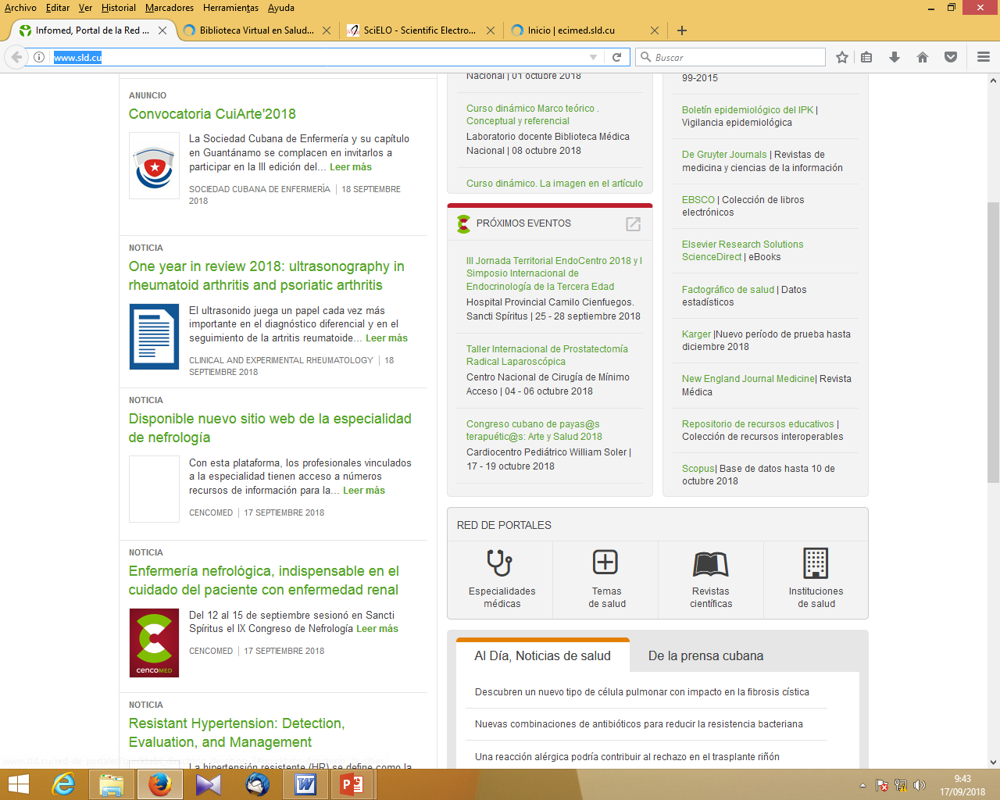 Archivo Editar Ver Historial Marcadores Herramientas Ayuda
Infomed, Portal de la Red ...
Biblioteca Virtual en Salud...
SciELO - Scientific Electro...
Inicio | ecimed.sld.cu
www.sld.cu
Buscar
ANUNCIO
Convocatoria CuiArte'2018
La Sociedad Cubana de Enfermería y su capítulo
en Guantánamo se complacen en invitarlos a
participar en la III edición del... Leer más
SOCIEDAD CUBANA DE ENFERMERÍA | 18 SEPTIEMBRE
2018
NOTICIA
One year in review 2018: ultrasonography in
rheumatoid arthritis and psoriatic arthritis
El ultrasonido juega un papel cada vez más
importante en el diagnóstico diferencial y en el
seguimiento de la artritis reumatoide... Leer más
CLINICAL AND EXPERIMENTAL RHEUMATOLOGY | 18
SEPTIEMBRE 2018
NOTICIA
Disponible nuevo sitio web de la especialidad
de nefrología
Con esta plataforma, los profesionales vinculados
a la especialidad tienen acceso a números
recursos de información para la... Leer más
CENCOMED | 17 SEPTIEMBRE 2018
NOTICIA
Enfermería nefrológica, indispensable en el
cuidado del paciente con enfermedad renal
Del 12 al 15 de septiembre sesionó en Sancti
Spíritus el IX Congreso de Nefrología Leer más
CENCOMED | 17 SEPTIEMBRE 2018
cencoMED
NOTICIA
Resistant Hypertension: Detection,
Evaluation, and Management
La hipertensión resistente (HR) se define como la
Nacional | 01 octubre 2018
Curso dinámico Marco teórico .
Conceptual y referencial
Laboratorio docente Biblioteca Médica
Nacional | 08 octubre 2018
Curso dinámico. La imagen en el artículo
PRÓXIMOS EVENTOS
III Jornada Territorial EndoCentro 2018 y I
Simposio Internacional de
Endocrinología de la Tercera Edad
Hospital Provincial Camilo Cienfuegos.
Sancti Spíritus | 25 - 28 septiembre 2018
Taller Internacional de Prostatectomía
Radical Laparoscópica
Centro Nacional de Cirugía de Mínimo
Acceso | 04 - 06 octubre 2018
Congreso cubano de payas@s
terapuétic@s: Arte y Salud 2018
Cardiocentro Pediátrico William Soler |
17 - 19 octubre 2018
99-2015
Boletín epidemiológico del IPK |
Vigilancia epidemiológica
De Gruyter Journals | Revistas de
medicina y ciencias de la información
EBSCO | Colección de libros
electrónicos
Elsevier Research Solutions
ScienceDirect | eBooks
Factográfico de salud | Datos
estadísticos
Karger |Nuevo período de prueba hasta
diciembre 2018
New England Journal Medicine| Revista
Médica
Repositorio de recursos educativos |
Colección de recursos interoperables
Scopus| Base de datos hasta 10 de
octubre 2018
RED DE PORTALES
Especialidades
médicas
Temas
de salud
Revistas
científicas
Instituciones
de salud
Al Día, Noticias de salud
De la prensa cubana
Descubren un nuevo tipo de célula pulmonar con impacto en la fibrosis cística
Nuevas combinaciones de antibióticos para reducir la resistencia bacteriana
Una reacción alérgica podría contribuir al rechazo en el trasplante riñón
9:43
17/09/2018